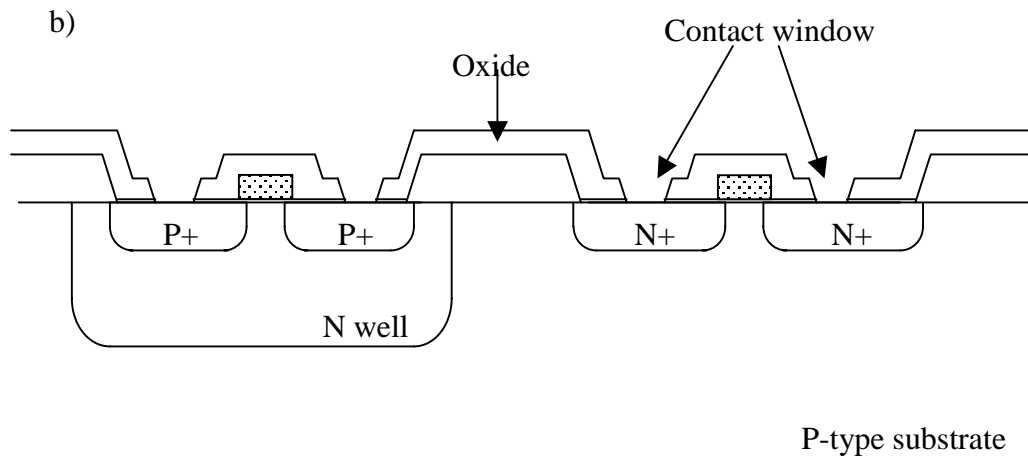 b)
Contact window
Oxide
P+ P+ N+ N+
N well
P-type substrate